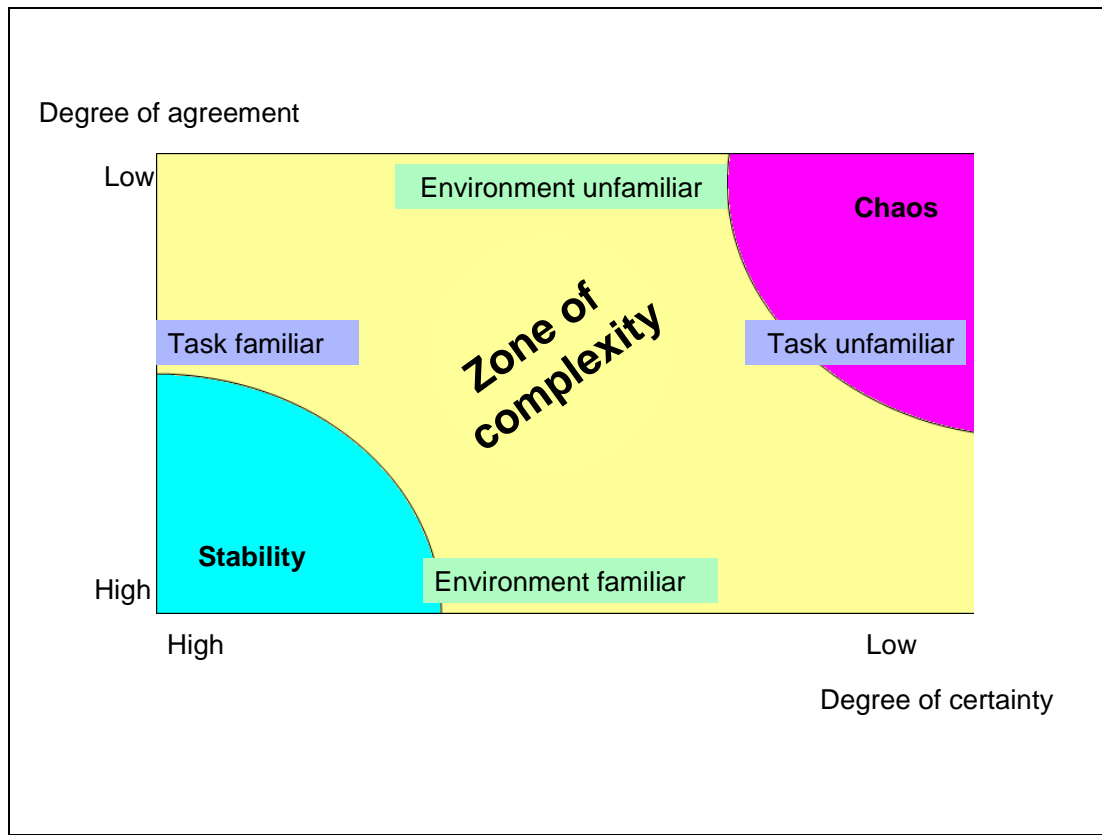 Degree of agreement
Low
Environment unfamiliar
Chaos
Zone of
complexity
Task familiar
Task unfamiliar
Stability
Environment familiar
High
High
Low
Degree of certainty